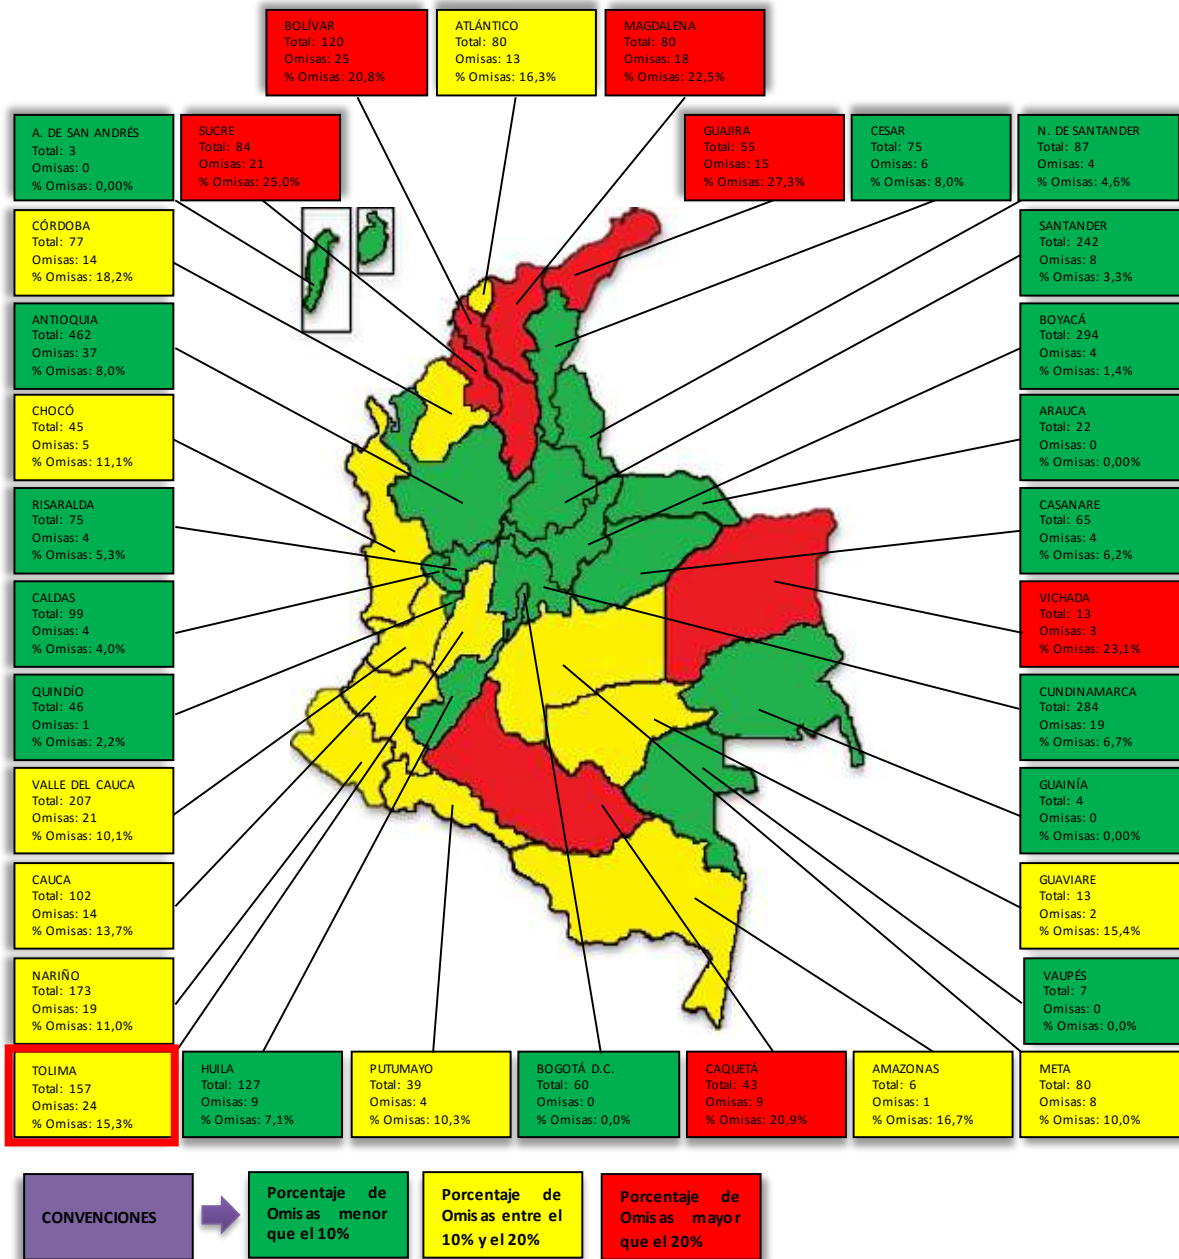 BOLÍVAR
Total: 120
Omisas: 25
% Omisas: 20,8%
ATLÁNTICO
Total: 80
Omisas: 13
% Omisas: 16,3%
MAGDALENA
Total: 80
Omisas: 18
% Omisas: 22,5%
A. DE SAN ANDRÉS
Total: 3
Omisas: 0
% Omisas: 0,00%
SUCRE
Total: 84
Omisas: 21
% Omisas: 25,0%
GUAJIRA
Total: 55
Omisas: 15
% Omisas: 27,3%
CESAR
Total: 75
Omisas: 6
% Omisas: 8,0%
N. DE SANTANDER
Total: 87
Omisas: 4
% Omisas: 4,6%
CÓRDOBA
Total: 77
Omisas: 14
% Omisas: 18,2%
SANTANDER
Total: 242
Omisas: 8
% Omisas: 3,3%
ANTIOQUIA
Total: 462
Omisas: 37
% Omisas: 8,0%
BOYACÁ
Total: 294
Omisas: 4
% Omisas: 1,4%
CHOCÓ
Total: 45
Omisas: 5
% Omisas: 11,1%
ARAUCA
Total: 22
Omisas: 0
% Omisas: 0,00%
RISARALDA
Total: 75
Omisas: 4
% Omisas: 5,3%
CASANARE
Total: 65
Omisas: 4
% Omisas: 6,2%
CALDAS
Total: 99
Omisas: 4
% Omisas: 4,0%
VICHADA
Total: 13
Omisas: 3
% Omisas: 23,1%
QUINDÍO
Total: 46
Omisas: 1
% Omisas: 2,2%
CUNDINAMARCA
Total: 284
Omisas: 19
% Omisas: 6,7%
VALLE DEL CAUCA
Total: 207
Omisas: 21
% Omisas: 10,1%
GUAINÍA
Total: 4
Omisas: 0
% Omisas: 0,00%
CAUCA
Total: 102
Omisas: 14
% Omisas: 13,7%
GUAVIARE
Total: 13
Omisas: 2
% Omisas: 15,4%
NARIÑO
Total: 173
Omisas: 19
% Omisas: 11,0%
VAUPÉS
Total: 7
Omisas: 0
% Omisas: 0,0%
TOLIMA
Total: 157
Omisas: 24
% Omisas: 15,3%
HUILA
Total: 127
Omisas: 9
% Omisas: 7,1%
PUTUMAYO
Total: 39
Omisas: 4
% Omisas: 10,3%
BOGOTÁ D.C.
Total: 60
Omisas: 0
% Omisas: 0,0%
CAQUETÁ
Total: 43
Omisas: 9
% Omisas: 20,9%
AMAZONAS
Total: 6
Omisas: 1
% Omisas: 16,7%
META
Total: 80
Omisas: 8
% Omisas: 10,0%
CONVENCIONES
Porcentaje de
Omisas menor
que el 10%
Porcentaje de
Omisas entre el
10% y el 20%
Porcentaje de
Omisas mayor
que el 20%